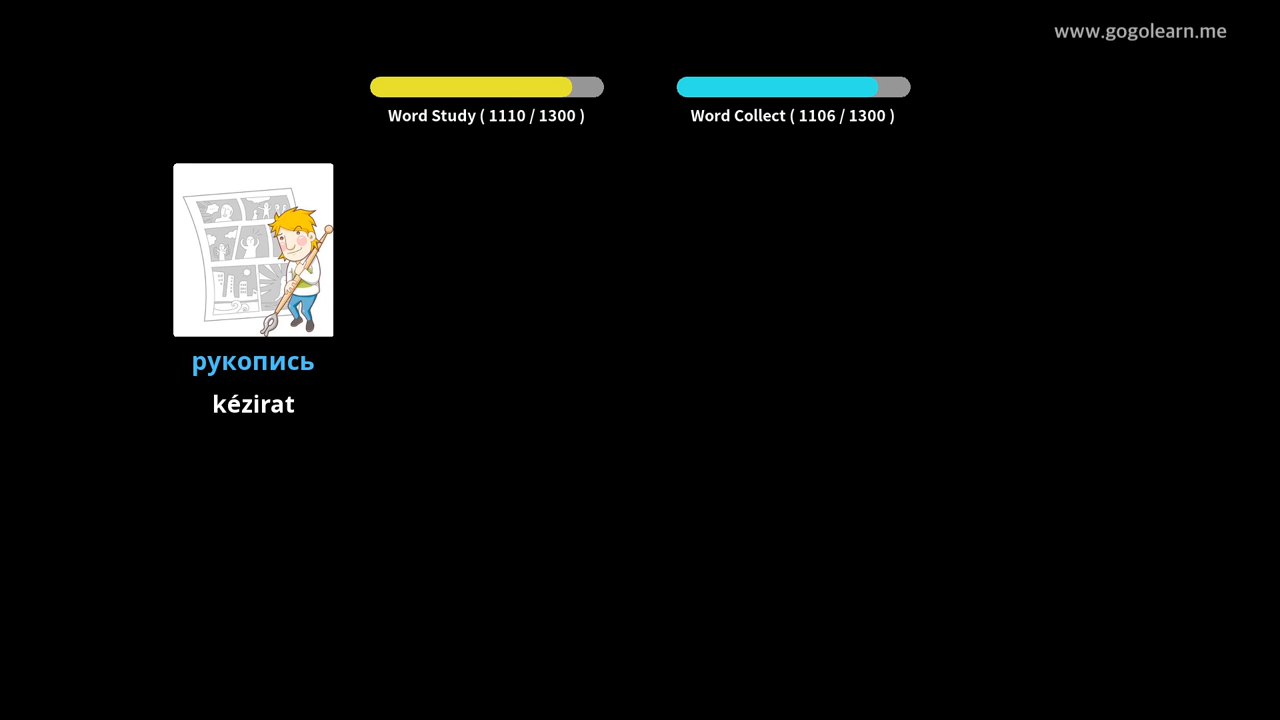 www.gogolearn.me
Word Study ( 1110 / 1300 )
Word Collect ( 1106 / 1300 )
рукопись
kézirat